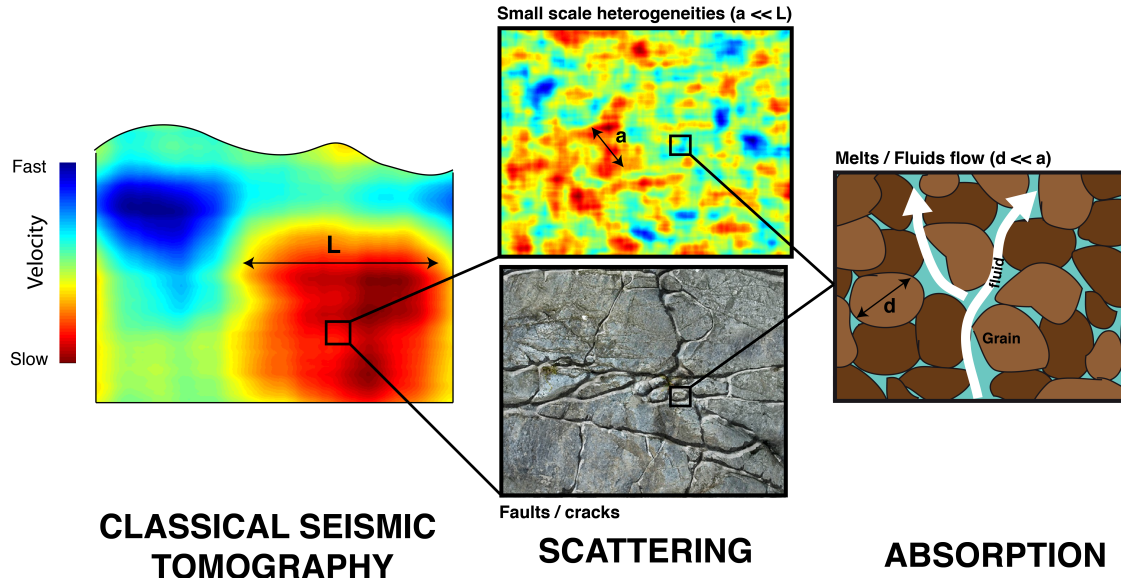 Small scale heterogeneities (a << L)
a
Fast
Velocity
Slow
L
Melts / Fluids flow (d << a)
d
fluid
Grain
Faults / cracks
CLASSICAL SEISMIC
TOMOGRAPHY
SCATTERING
ABSORPTION